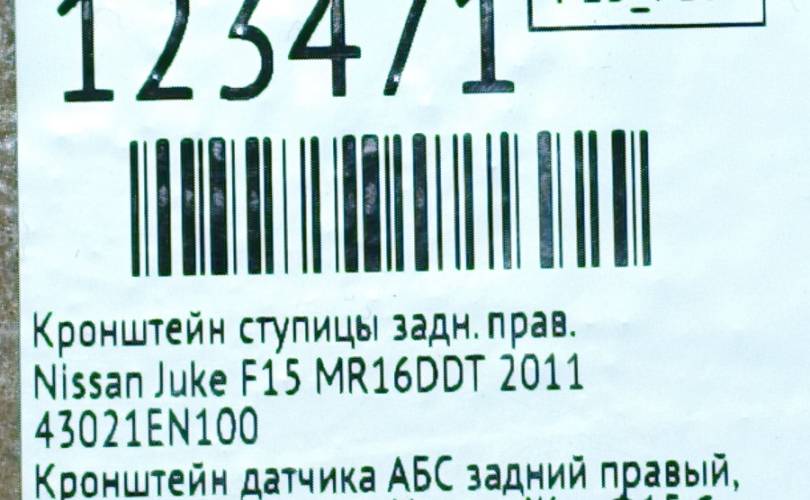 123471
Кронштейн ступицы задн. прав.
Nissan Juke F15 MR16DDT 2011
43021EN100
Кронштейн датчика АБС задний правый,